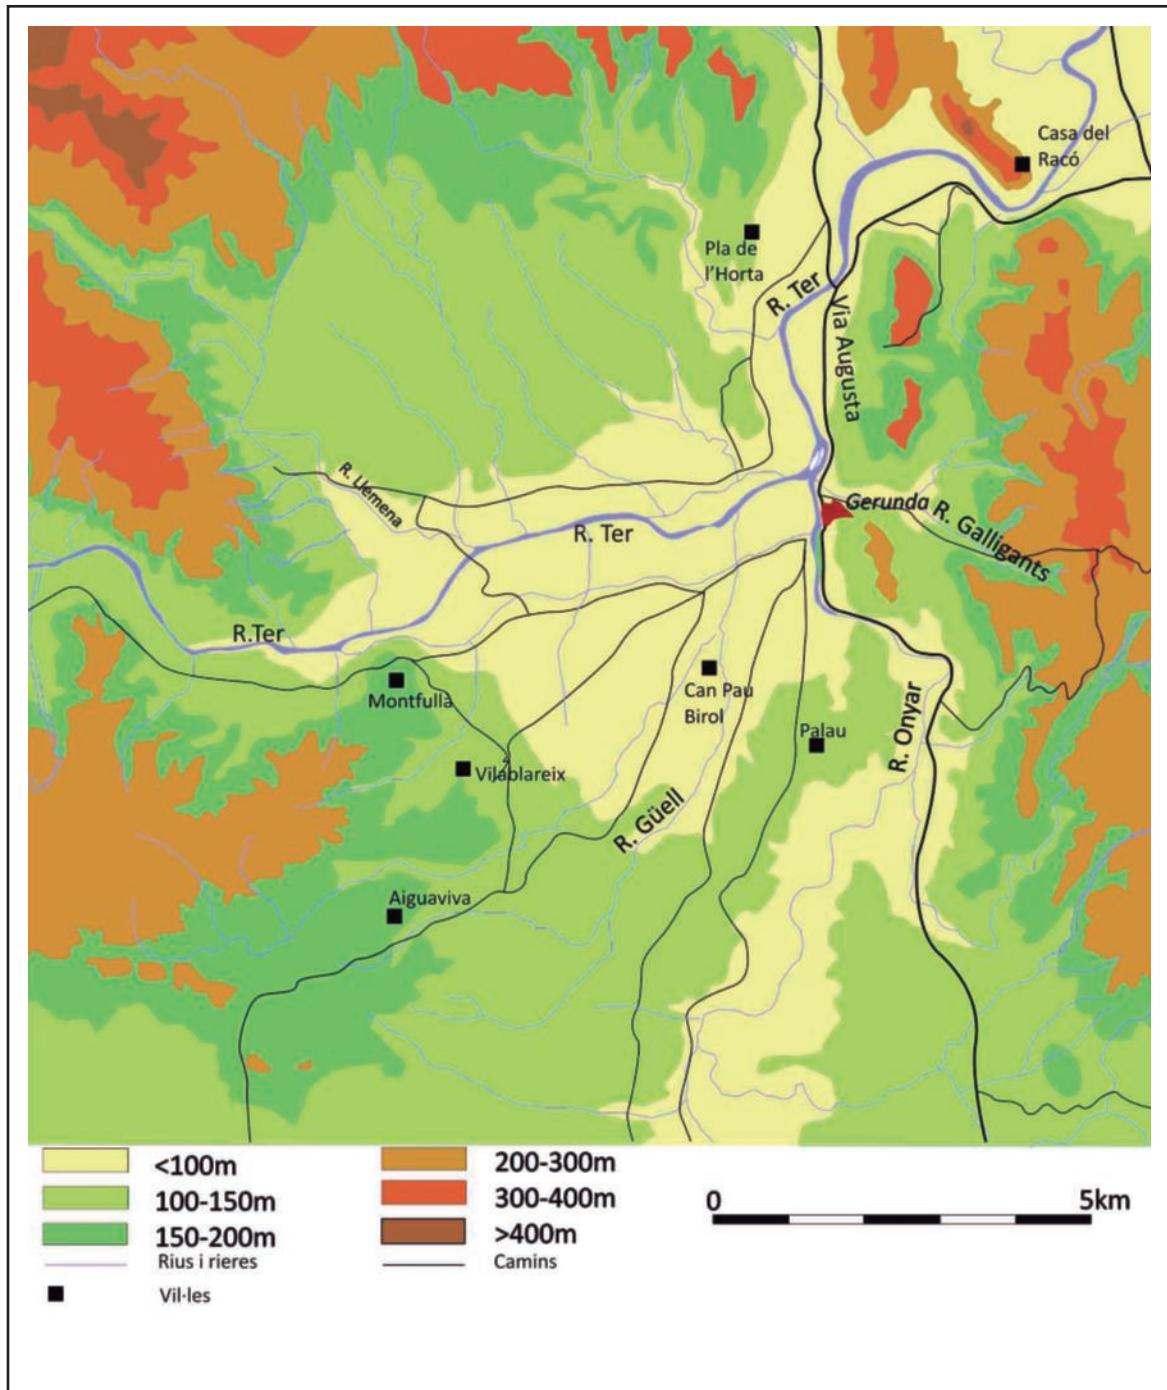 Casa del
Racó
Pla de
l'Horta
R. Ter
Via Augusta
R. Llemena
Gerunda
R. Galligants
R. Ter
R.Ter
Montfullà
Can Pau
Birol
Palau
R. Onyar
Vilablareix
R. Güell
Aiguaviva
<100m
100-150m
150-200m
Rius i rieres
Vil·les
200-300m
300-400m
>400m
Camins
0
5km